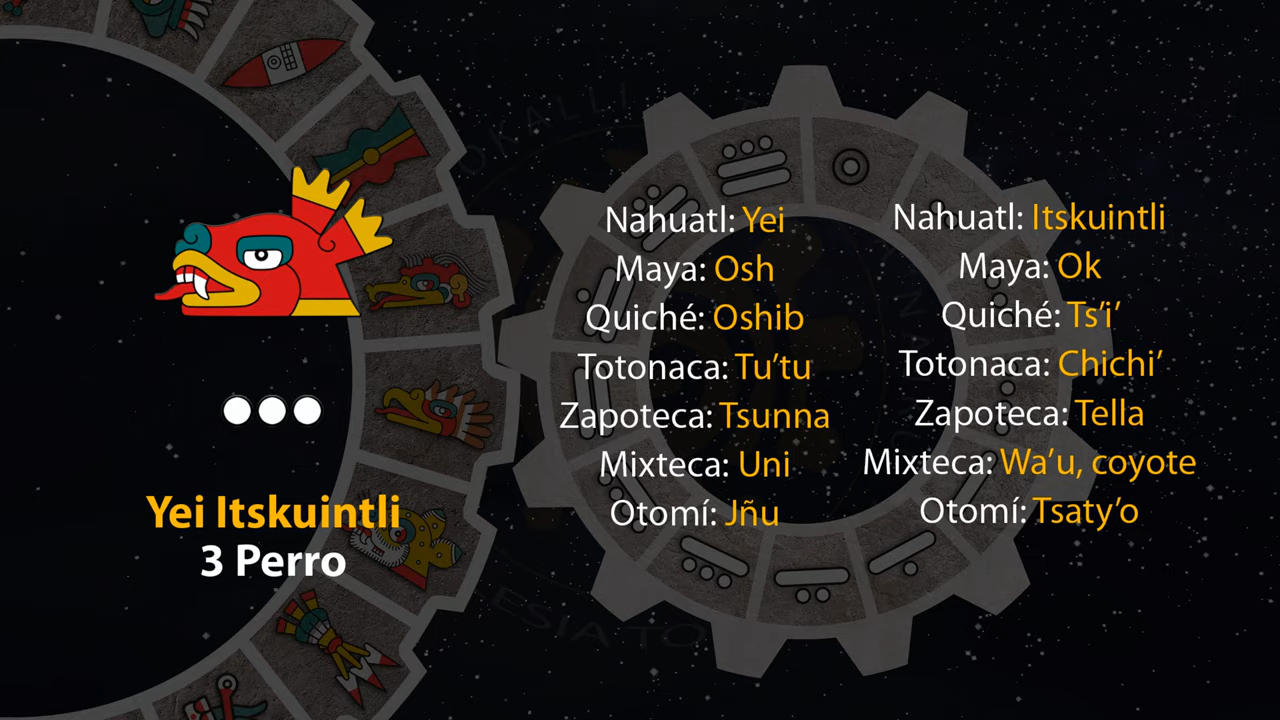 Yei Itskuintli
3 Perro
Nahuatl: Yei
Maya: Osh
Quiché: Oshib
Totonaca: Tu’tu
Zapoteca: Tsunna
Mixteca: Uni
Otomí: Jñu
Nahuatl: Itskuintli
Maya: Ok
Quiché: Ts’i’
Totonaca: Chichi’
Zapoteca: Tella
Mixteca: Wa’u, coyote
Otomí: Tsaty’o